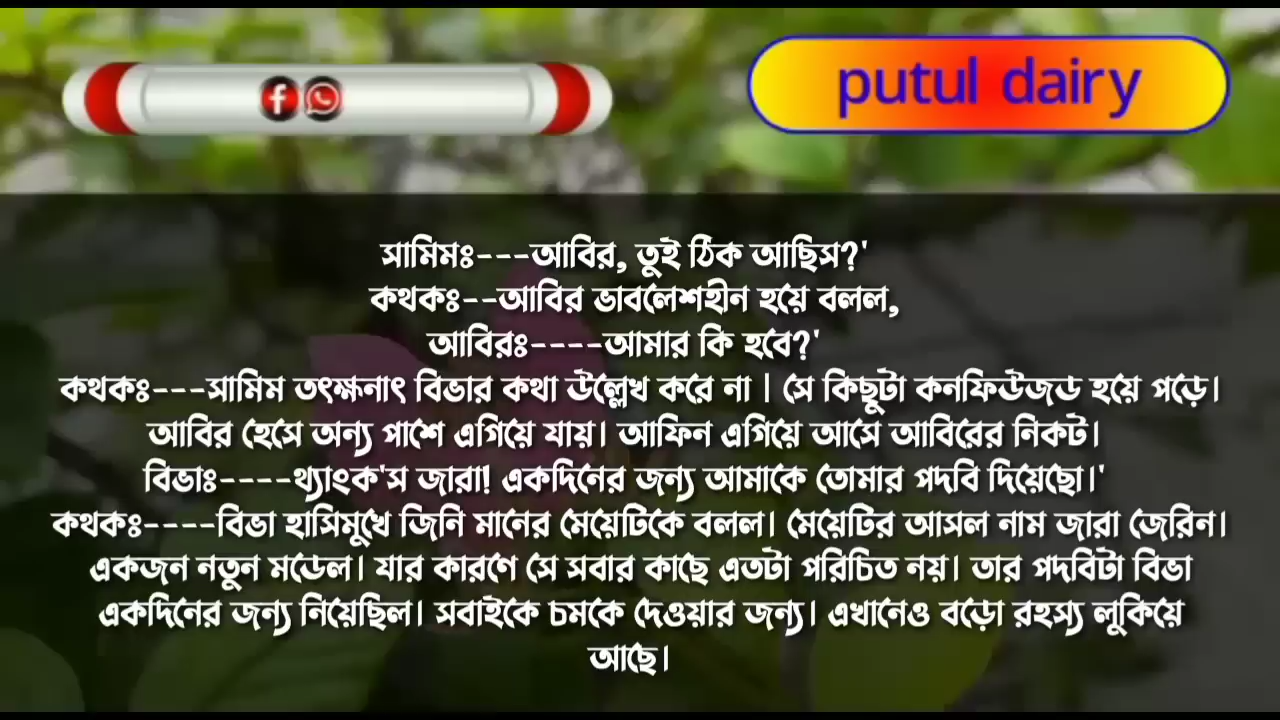 putul dairy
সামিমঃ---আবির, তুই ঠিক আছিস?'
কথকঃ--আবির ভাবলেশহীন হয়ে বলল,
আবিরঃ----আমার কি হবে?'
কথকঃ---সামিম তৎক্ষনাৎ বিভার কথা উল্লেখ করে না | সে কিছুটা কনফিউজড হয়ে পড়ে।
আবির হেসে অন্য পাশে এগিয়ে যায়। আফিন এগিয়ে আসে আবিরের নিকট।
বিভাঃ----থ্যাংক'স জারা! একদিনের জন্য আমাকে তোমার পদবি দিয়েছো।'
কথকঃ----বিভা হাসিমুখে জিনি মানের মেয়েটিকে বলল। মেয়েটির আসল নাম জারা জেরিন।
একজন নতুন মডেল। যার কারণে সে সবার কাছে এতটা পরিচিত নয়। তার পদবিটা বিভা
একদিনের জন্য নিয়েছিল। সবাইকে চমকে দেওয়ার জন্য। এখানেও বড়ো রহস্য লুকিয়ে
আছে।